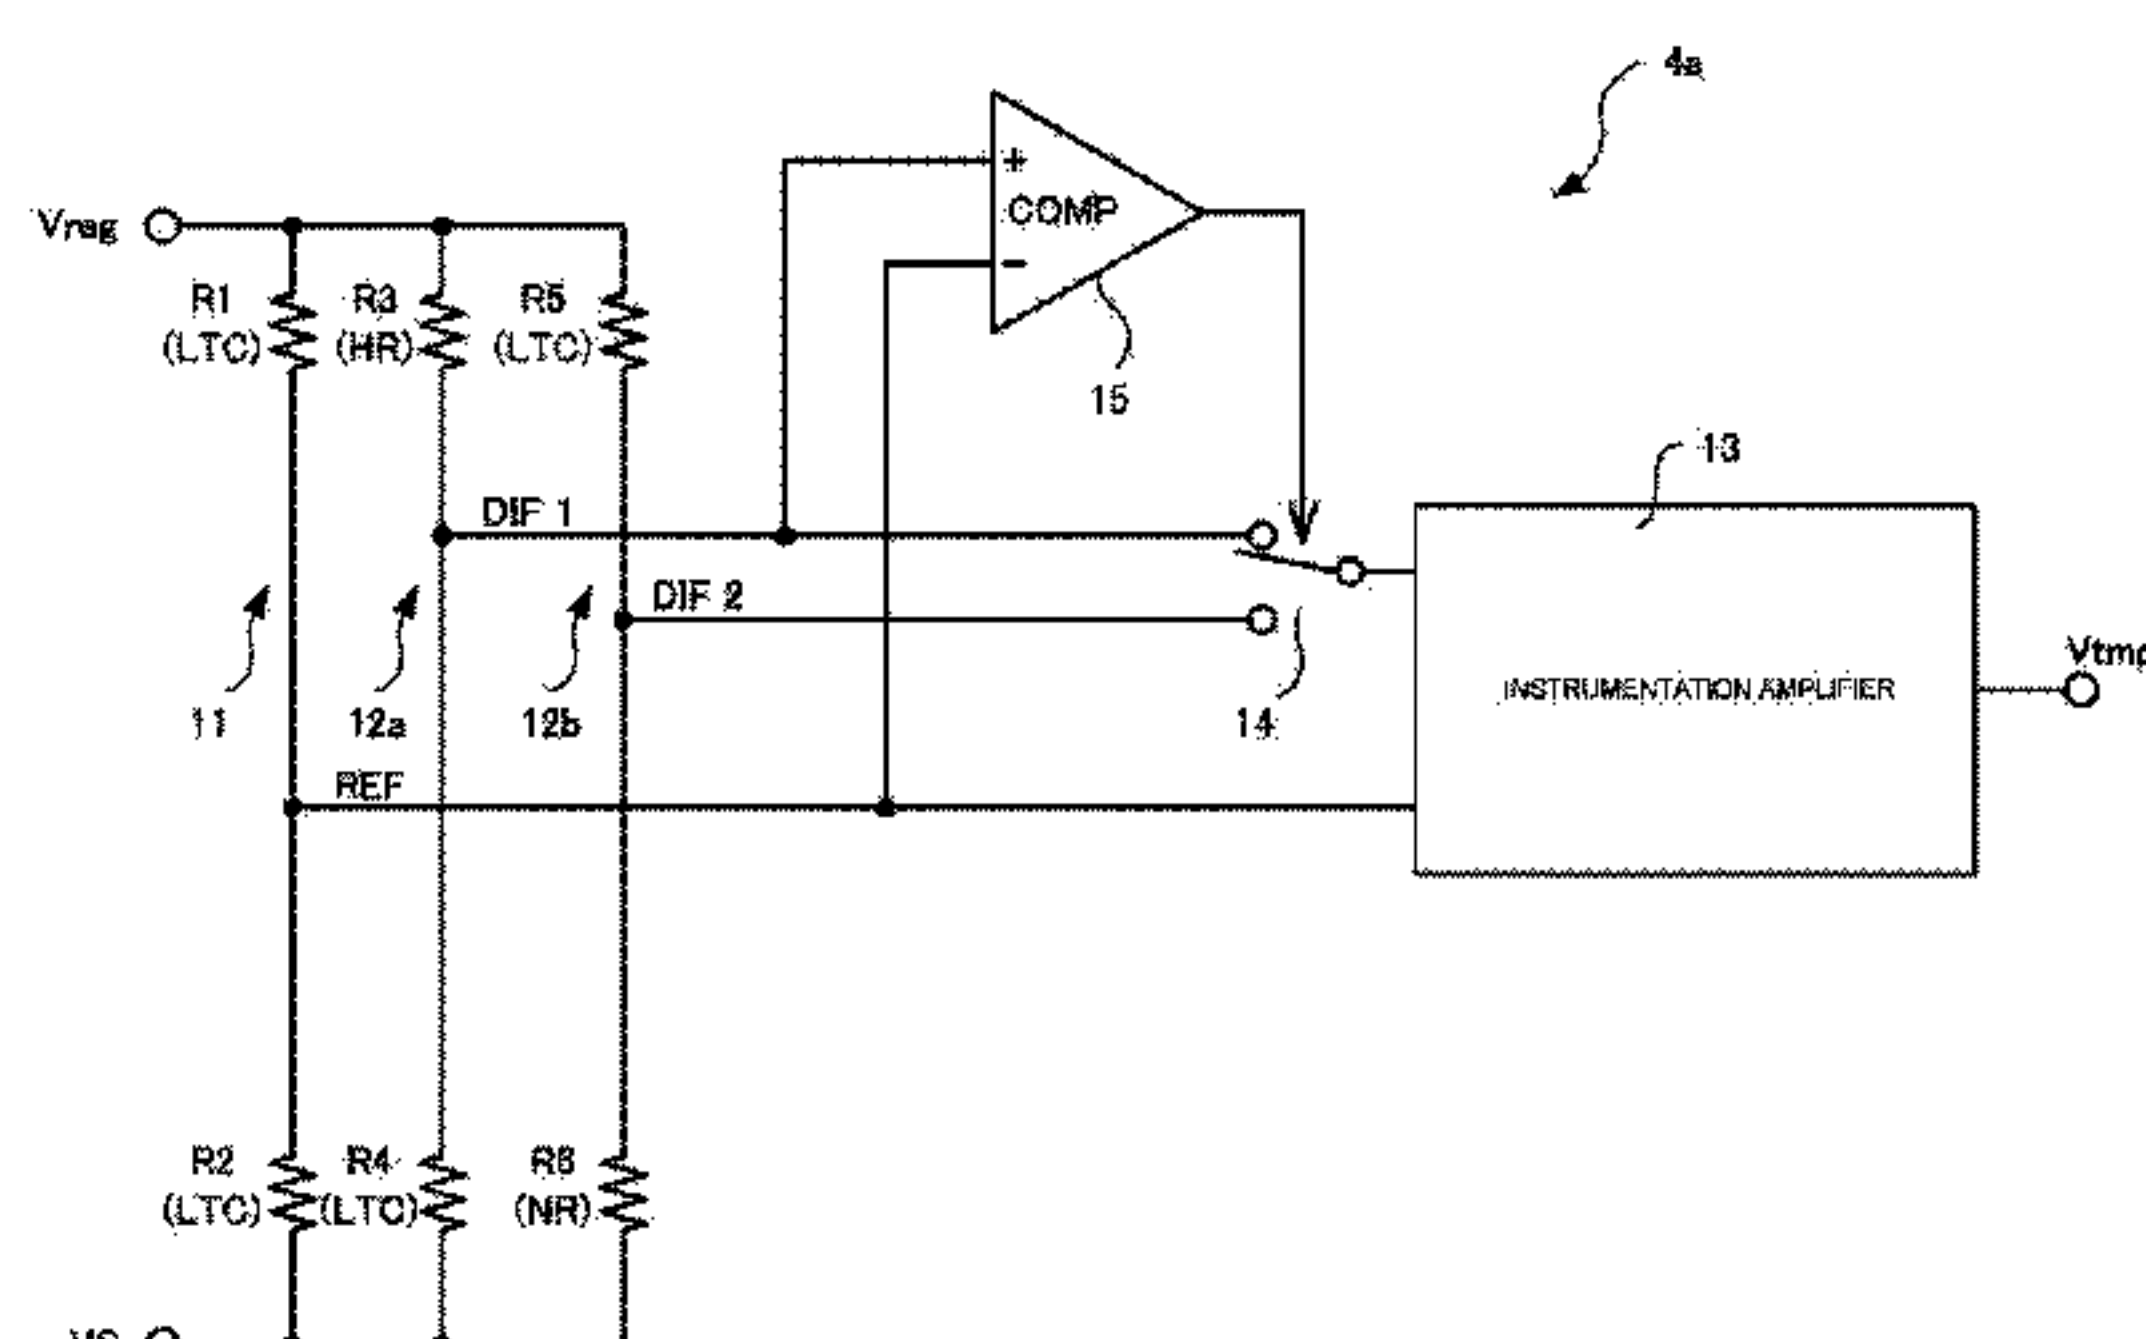 4a
+
COMP
−
Vreg
R1
(LTC)
R3
(HR)
R5
(LTC)
15
13
DIF 1
DIF 2
11
12a
12b
14
INSTRUMENTATION AMPLIFIER
REF
R2
(LTC)
R4
(LTC)
R6
(NR)